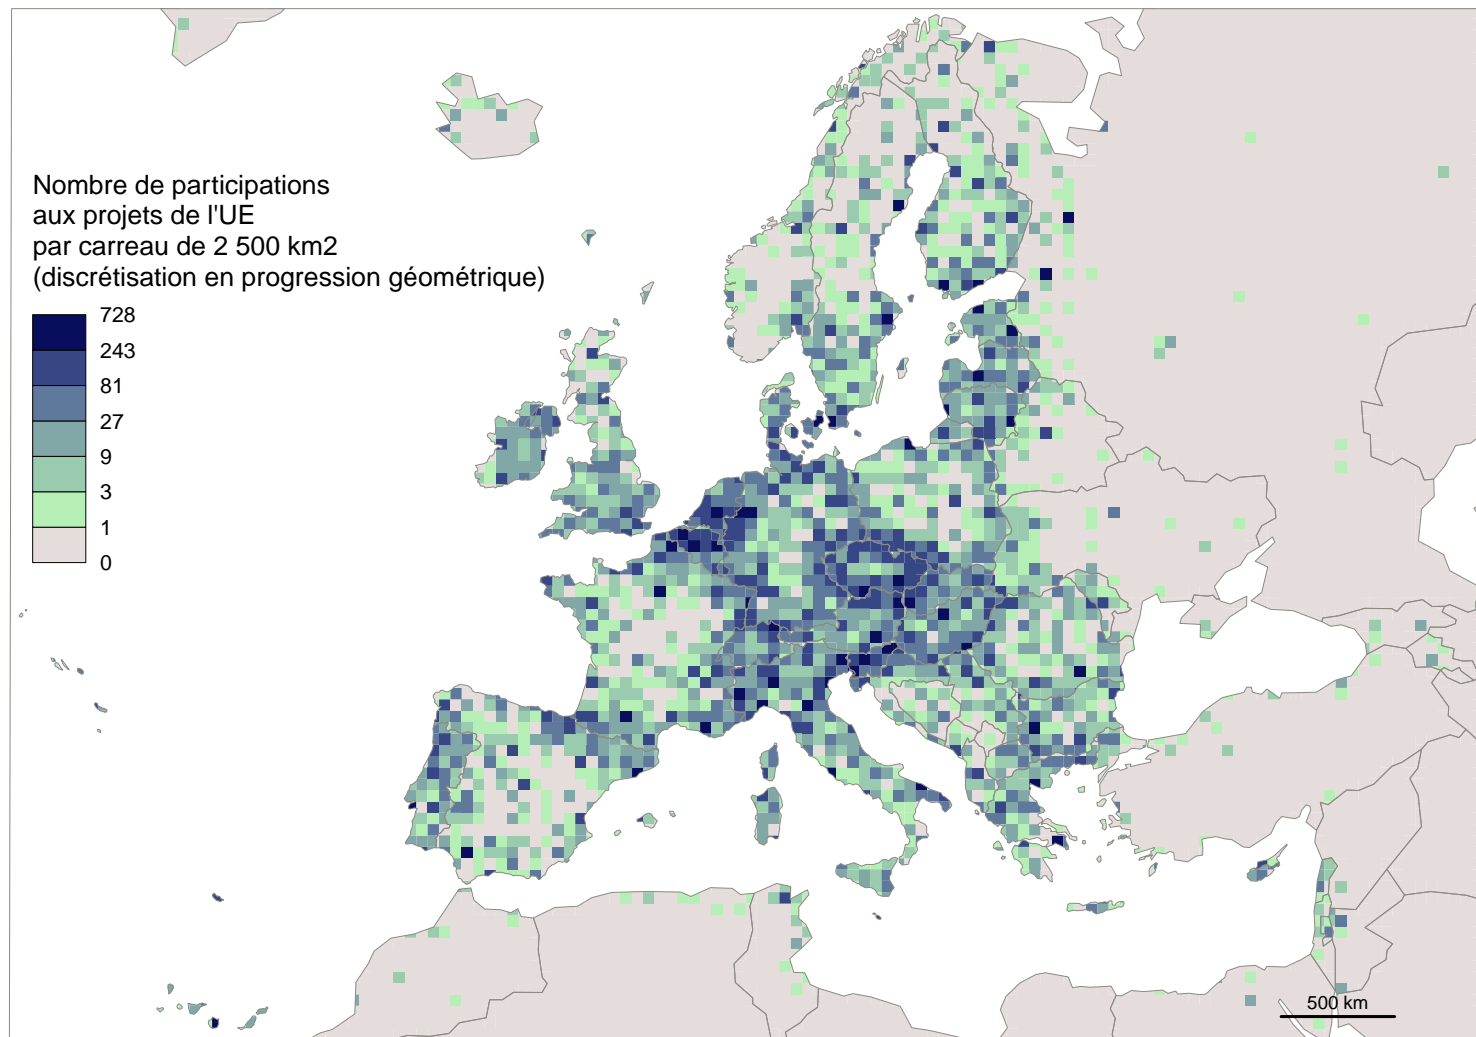 Nombre de participations
aux projets de l'UE
par carreau de 2 500 km2
(discrétisation en progression géométrique)
728
243
81
27
9
3
1
0
500 km